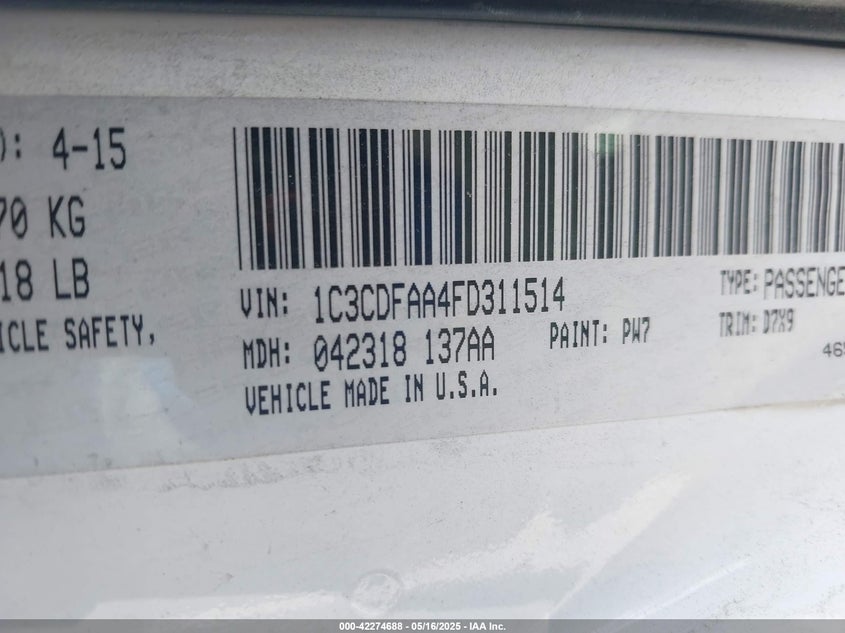 ): 4-15
70 KG
18 LB
ICLE SAFETY,
VIN: 1C3CDFAA4FD311514
MDH: 042318 137AA
PAINT: PW7
VEHICLE MADE IN U.S.A.
TYPE: PASSENGE
TRIM: D7X9
465
000-42274688 — 05/16/2025 — IAA Inc.